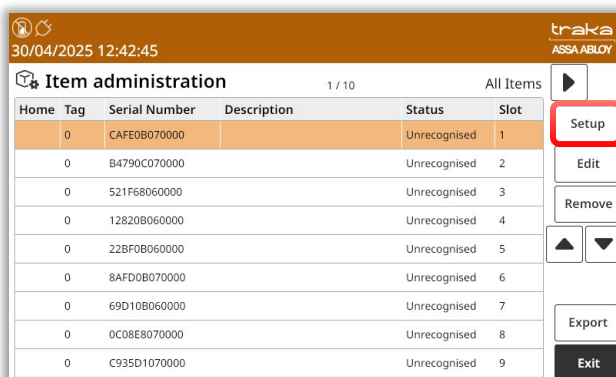 traka
30/04/2025 12:42:45
ASSA ABLOY
Item administration 1 / 10 All Items
Home Tag Serial Number Description Status Slot
0 CAFE0B070000 Unrecognised 1
0 B4790C070000 Unrecognised 2
0 521F68060000 Unrecognised 3
0 12820B060000 Unrecognised 4
0 22BF0B060000 Unrecognised 5
0 8AFD0B070000 Unrecognised 6
0 69D10B060000 Unrecognised 7
0 0C08E8070000 Unrecognised 8
0 C935D1070000 Unrecognised 9
Setup
Edit
Remove
Export
Exit